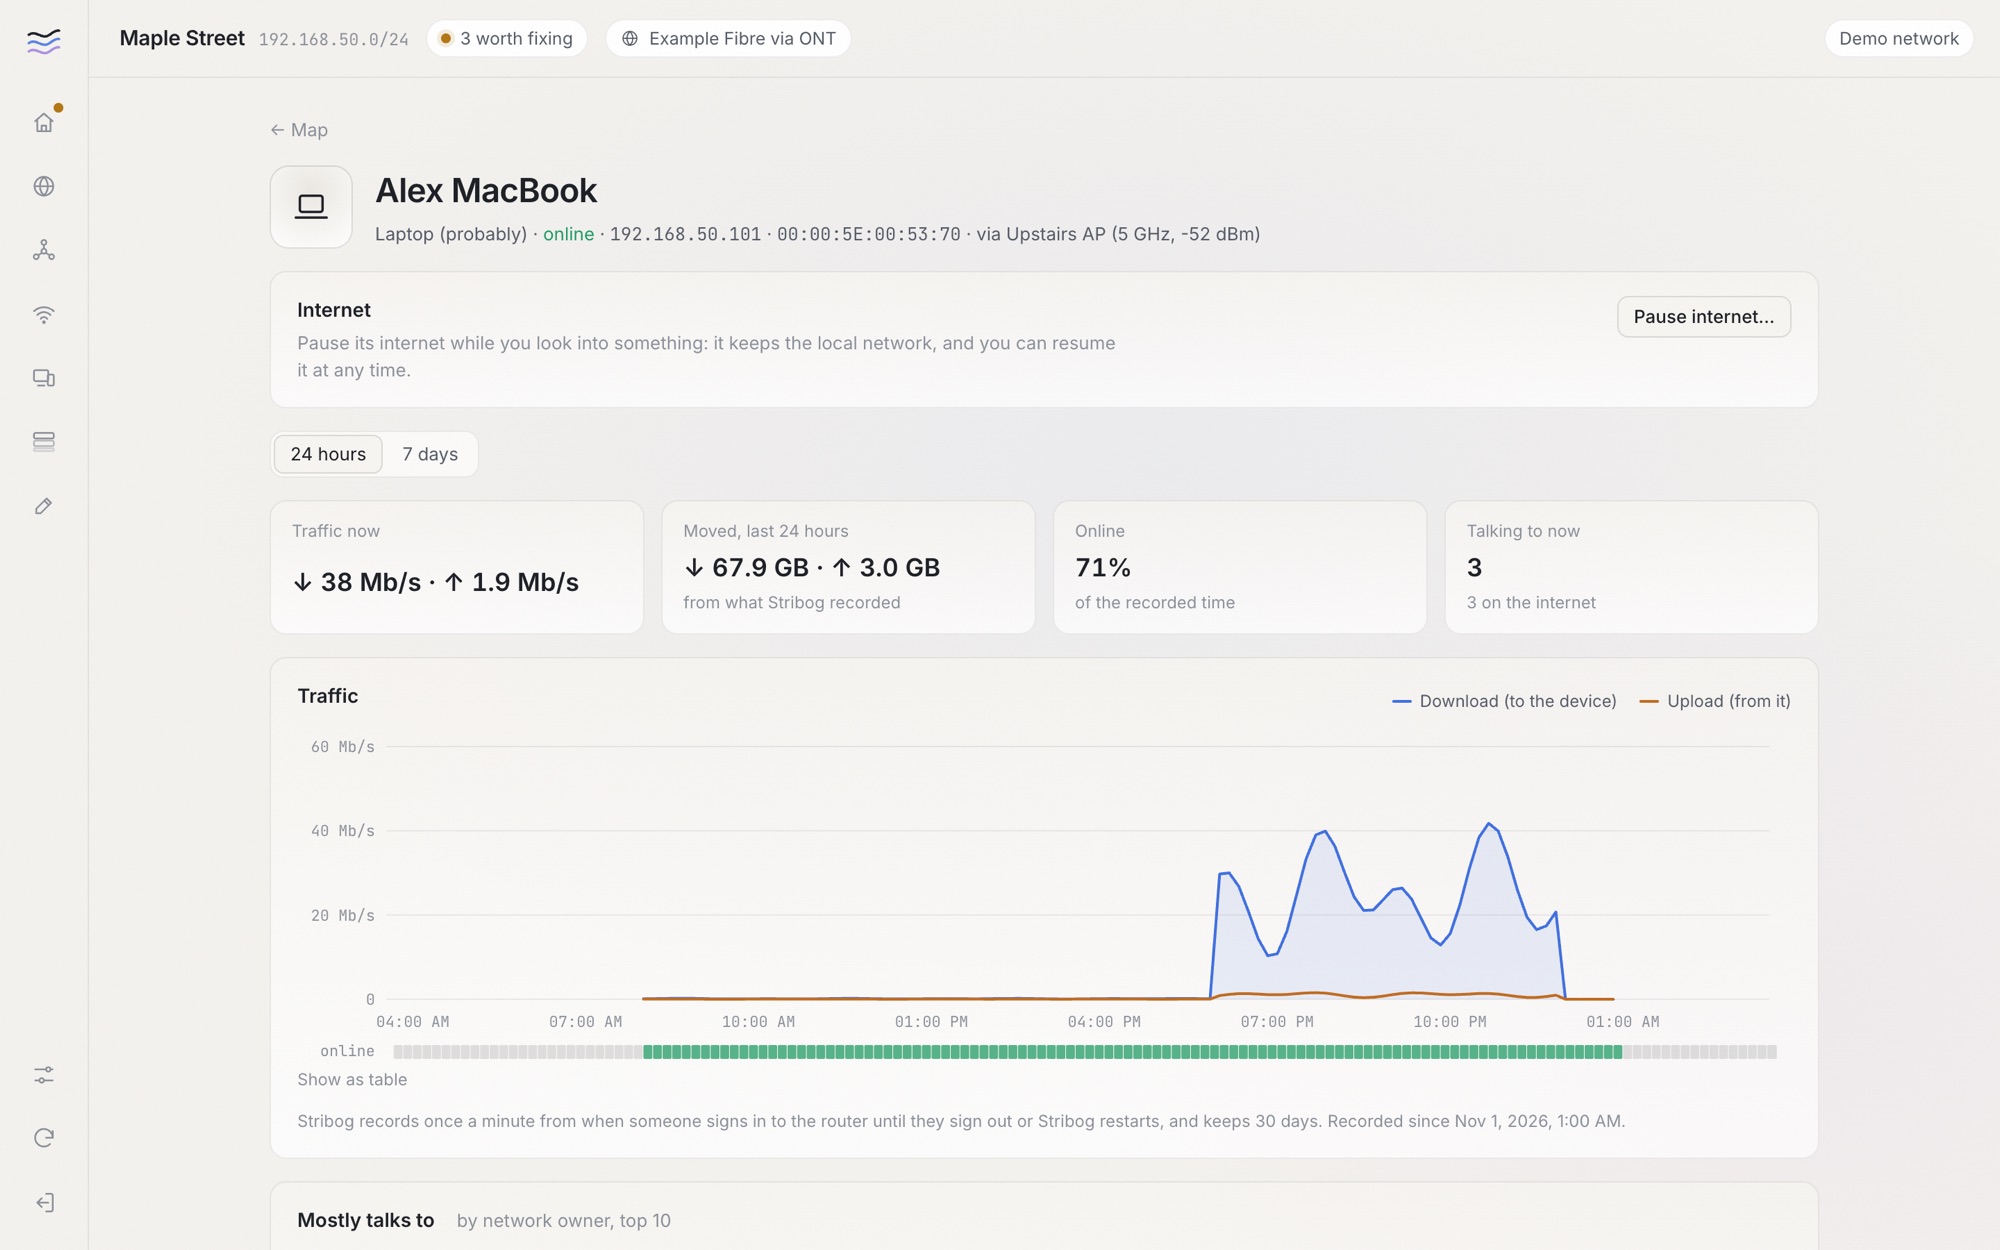 Maple Street 192.168.50.0/24 3 worth fixing Example Fibre via ONT Demo network
← Map
Alex MacBook
Laptop (probably) · online · 192.168.50.101 · 00:00:5E:00:53:70 · via Upstairs AP (5 GHz, -52 dBm)
Internet
Pause internet...
Pause its internet while you look into something: it keeps the local network, and you can resume
it at any time.
24 hours 7 days
Traffic now
↓ 38 Mb/s · ↑ 1.9 Mb/s
Moved, last 24 hours
↓ 67.9 GB · ↑ 3.0 GB
from what Stribog recorded
Online
71%
of the recorded time
Talking to now
3
3 on the internet
Traffic
Download (to the device) Upload (from it)
60 Mb/s
40 Mb/s
20 Mb/s
0
04:00 AM 07:00 AM 10:00 AM 01:00 PM 04:00 PM 07:00 PM 10:00 PM 01:00 AM
online
Show as table
Stribog records once a minute from when someone signs in to the router until they sign out or Stribog restarts, and keeps 30 days. Recorded since Nov 1, 2026, 1:00 AM.
Mostly talks to by network owner, top 10